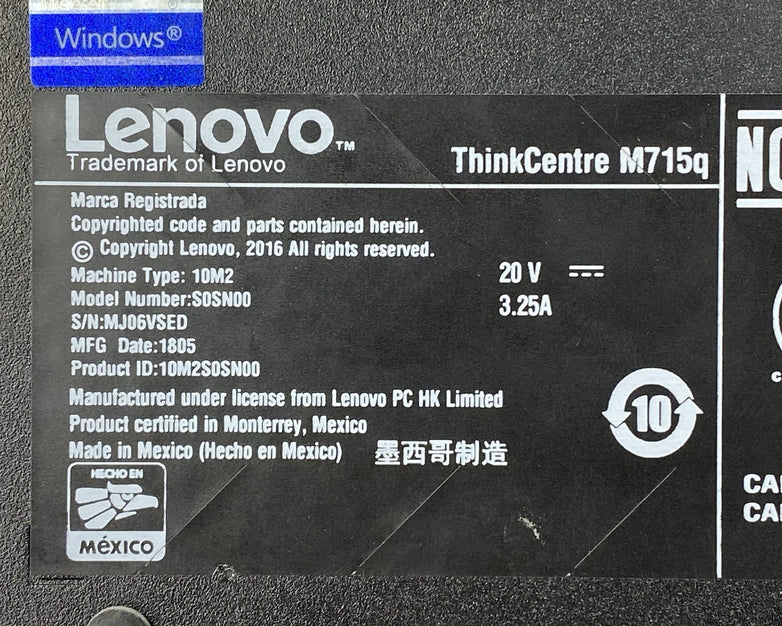 Windows®
Lenovo™
Trademark of Lenovo
ThinkCentre M715q
Marca Registrada
Copyrighted code and parts contained herein.
© Copyright Lenovo, 2016 All rights reserved.
Machine Type: 10M2
20 V
Model Number:S0SN00
3.25A
S/N:MJ06VSED
MFG Date:1805
Product ID:10M2S0SN00
Manufactured under license from Lenovo PC HK Limited
Product certified in Monterrey, Mexico
10
Made in Mexico (Hecho en Mexico) 墨西哥制造
HECHO EN
MÉXICO